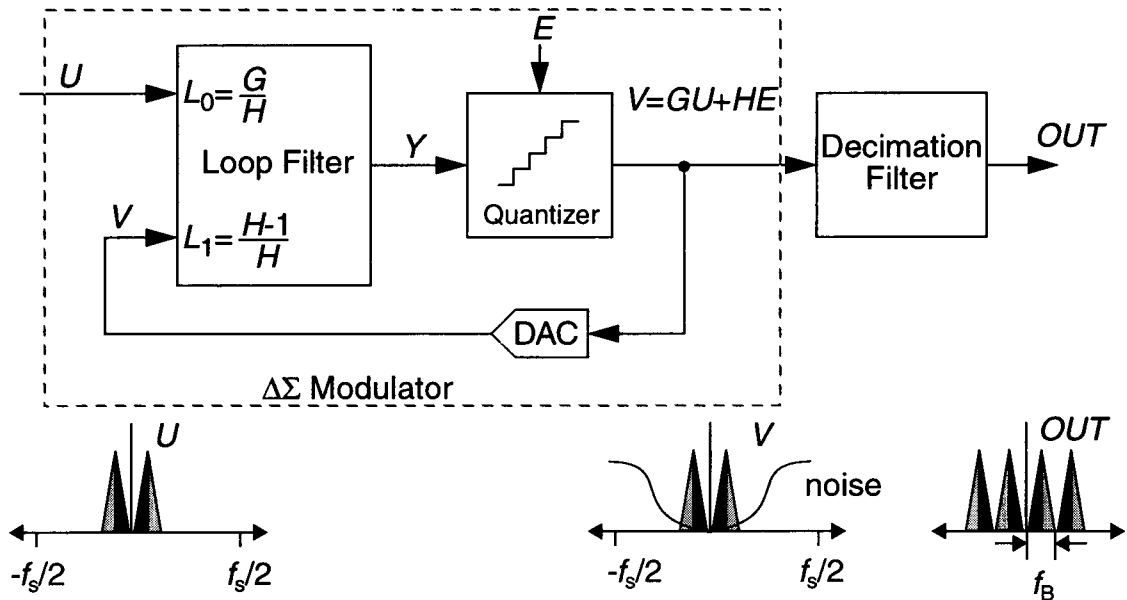 E
U
L0=G/H
V=GU+HE
Loop Filter
Y
Quantizer
Decimation
Filter
OUT
V
L1=H-1/H
DAC
ΔΣ Modulator
U
V
OUT
noise
-fs/2
fs/2
-fs/2
fs/2
fB